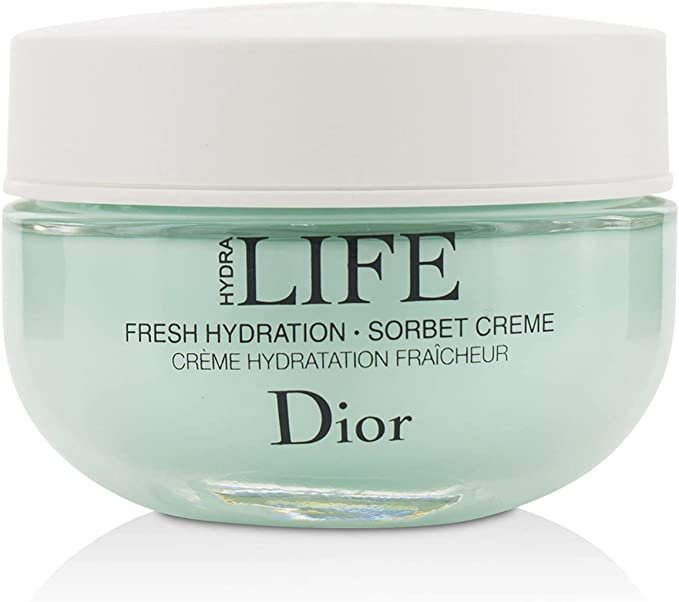 HYDRA LIFE
FRESH HYDRATION · SORBET CREME
CRÈME HYDRATATION FRAÎCHEUR
Dior